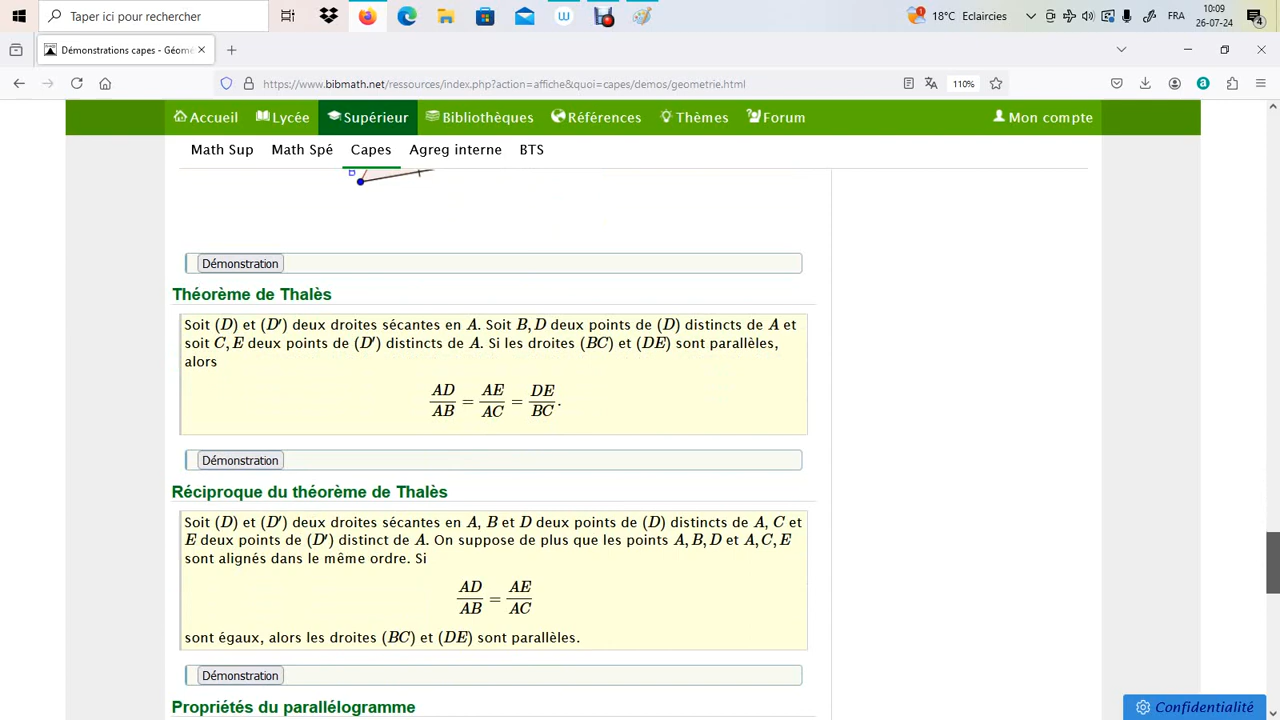 Taper ici pour rechercher
18°C Eclaircies
FRA
10:09
26-07-24
4
Démonstrations capes - Géomé
https://www.bibmath.net/ressources/index.php?action=affiche&quoi=capes/demos/geometrie.html
110%
Accueil Lycée Supérieur Bibliothèques Références Thèmes Forum Mon compte
Math Sup Math Spé Capes Agreg interne BTS
Démonstration
Théorème de Thalès
Soit (D) et (D′) deux droites sécantes en A. Soit B, D deux points de (D) distincts de A et
soit C, E deux points de (D′) distincts de A. Si les droites (BC) et (DE) sont parallèles,
alors
AD/AB = AE/AC = DE/BC.
Démonstration
Réciproque du théorème de Thalès
Soit (D) et (D′) deux droites sécantes en A, B et D deux points de (D) distincts de A, C et
E deux points de (D′) distinct de A. On suppose de plus que les points A, B, D et A, C, E
sont alignés dans le même ordre. Si
AD/AB = AE/AC
sont égaux, alors les droites (BC) et (DE) sont parallèles.
Démonstration
Propriétés du parallélogramme
Confidentialité